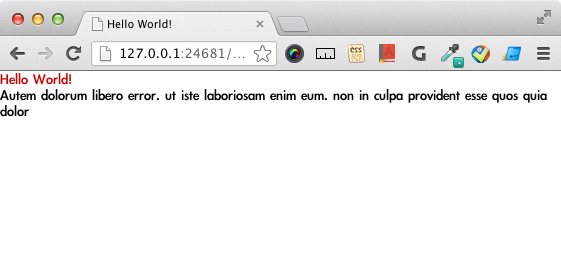 Hello World!
127.0.0.1:24681/...
ess
A
G
Hello World!
Autem dolorum libero error. ut iste laboriosam enim eum. non in culpa provident esse quos quia
dolor